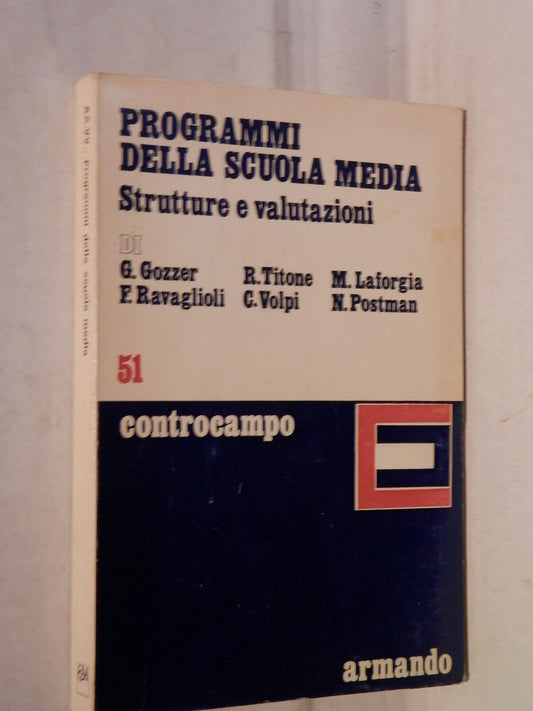 PROGRAMMI
DELLA SCUOLA MEDIA
Strutture e valutazioni
DI
G. Gozzer R. Titone M. Laforgia
F. Ravaglioli C. Volpi N. Postman
51
controcampo
armando
AA.VV. - Programmi della scuola media